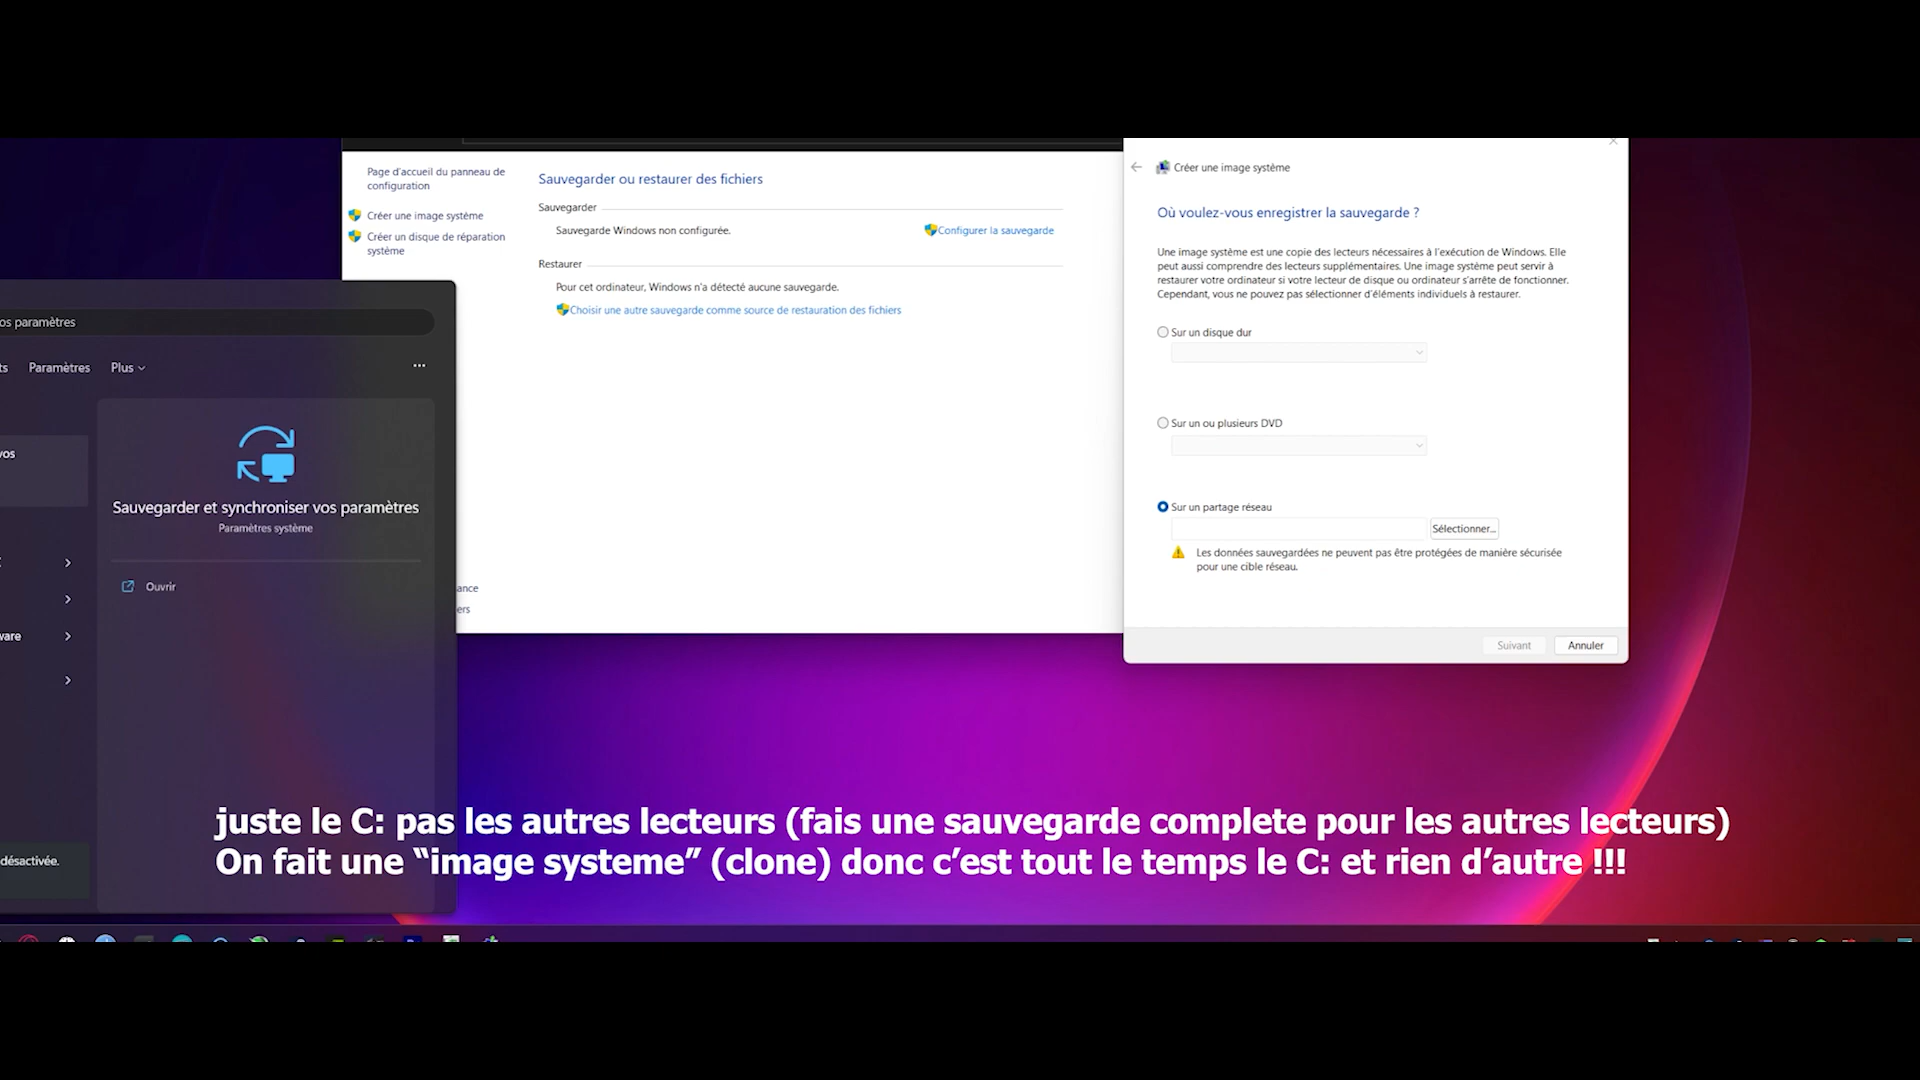 Page d'accueil du panneau de
configuration
Créer une image système
Créer un disque de réparation
système
Sauvegarder ou restaurer des fichiers
Sauvegarder
Sauvegarde Windows non configurée.
Configurer la sauvegarde
Restaurer
Pour cet ordinateur, Windows n'a détecté aucune sauvegarde.
Choisir une autre sauvegarde comme source de restauration des fichiers
ance
ers
Créer une image système
Où voulez-vous enregistrer la sauvegarde ?
Une image système est une copie des lecteurs nécessaires à l'exécution de Windows. Elle
peut aussi comprendre des lecteurs supplémentaires. Une image système peut servir à
restaurer votre ordinateur si votre lecteur de disque ou ordinateur s'arrête de fonctionner.
Cependant, vous ne pouvez pas sélectionner d'éléments individuels à restaurer.
Sur un disque dur
Sur un ou plusieurs DVD
Sur un partage réseau
Sélectionner...
Les données sauvegardées ne peuvent pas être protégées de manière sécurisée
pour une cible réseau.
Suivant
Annuler
os paramètres
ts
Paramètres
Plus
vos
Sauvegarder et synchroniser vos paramètres
Paramètres système
Ouvrir
ware
désactivée.
juste le C: pas les autres lecteurs (fais une sauvegarde complete pour les autres lecteurs)
On fait une “image systeme” (clone) donc c’est tout le temps le C: et rien d’autre !!!